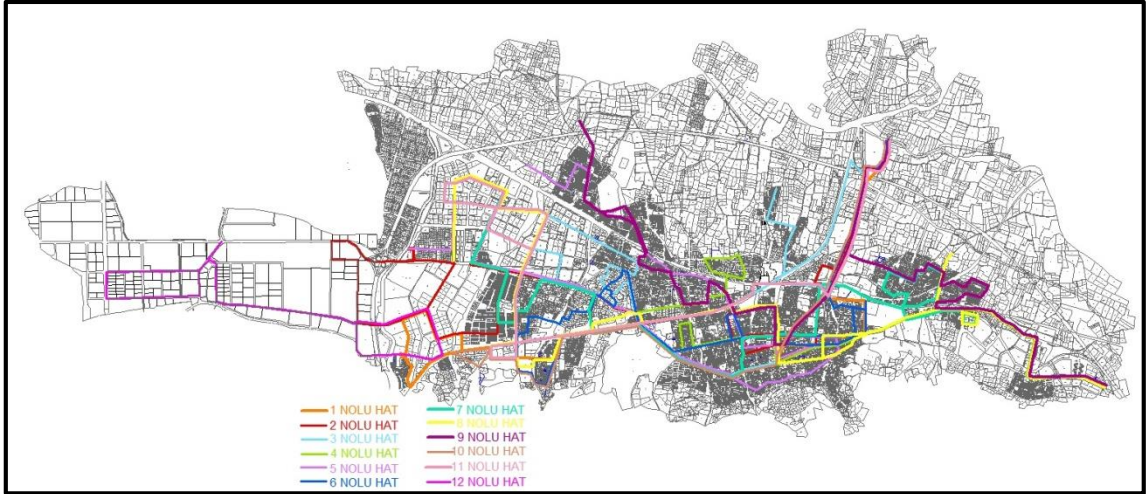 1 NOLU HAT
2 NOLU HAT
3 NOLU HAT
4 NOLU HAT
5 NOLU HAT
6 NOLU HAT
7 NOLU HAT
8 NOLU HAT
9 NOLU HAT
10 NOLU HAT
11 NOLU HAT
12 NOLU HAT